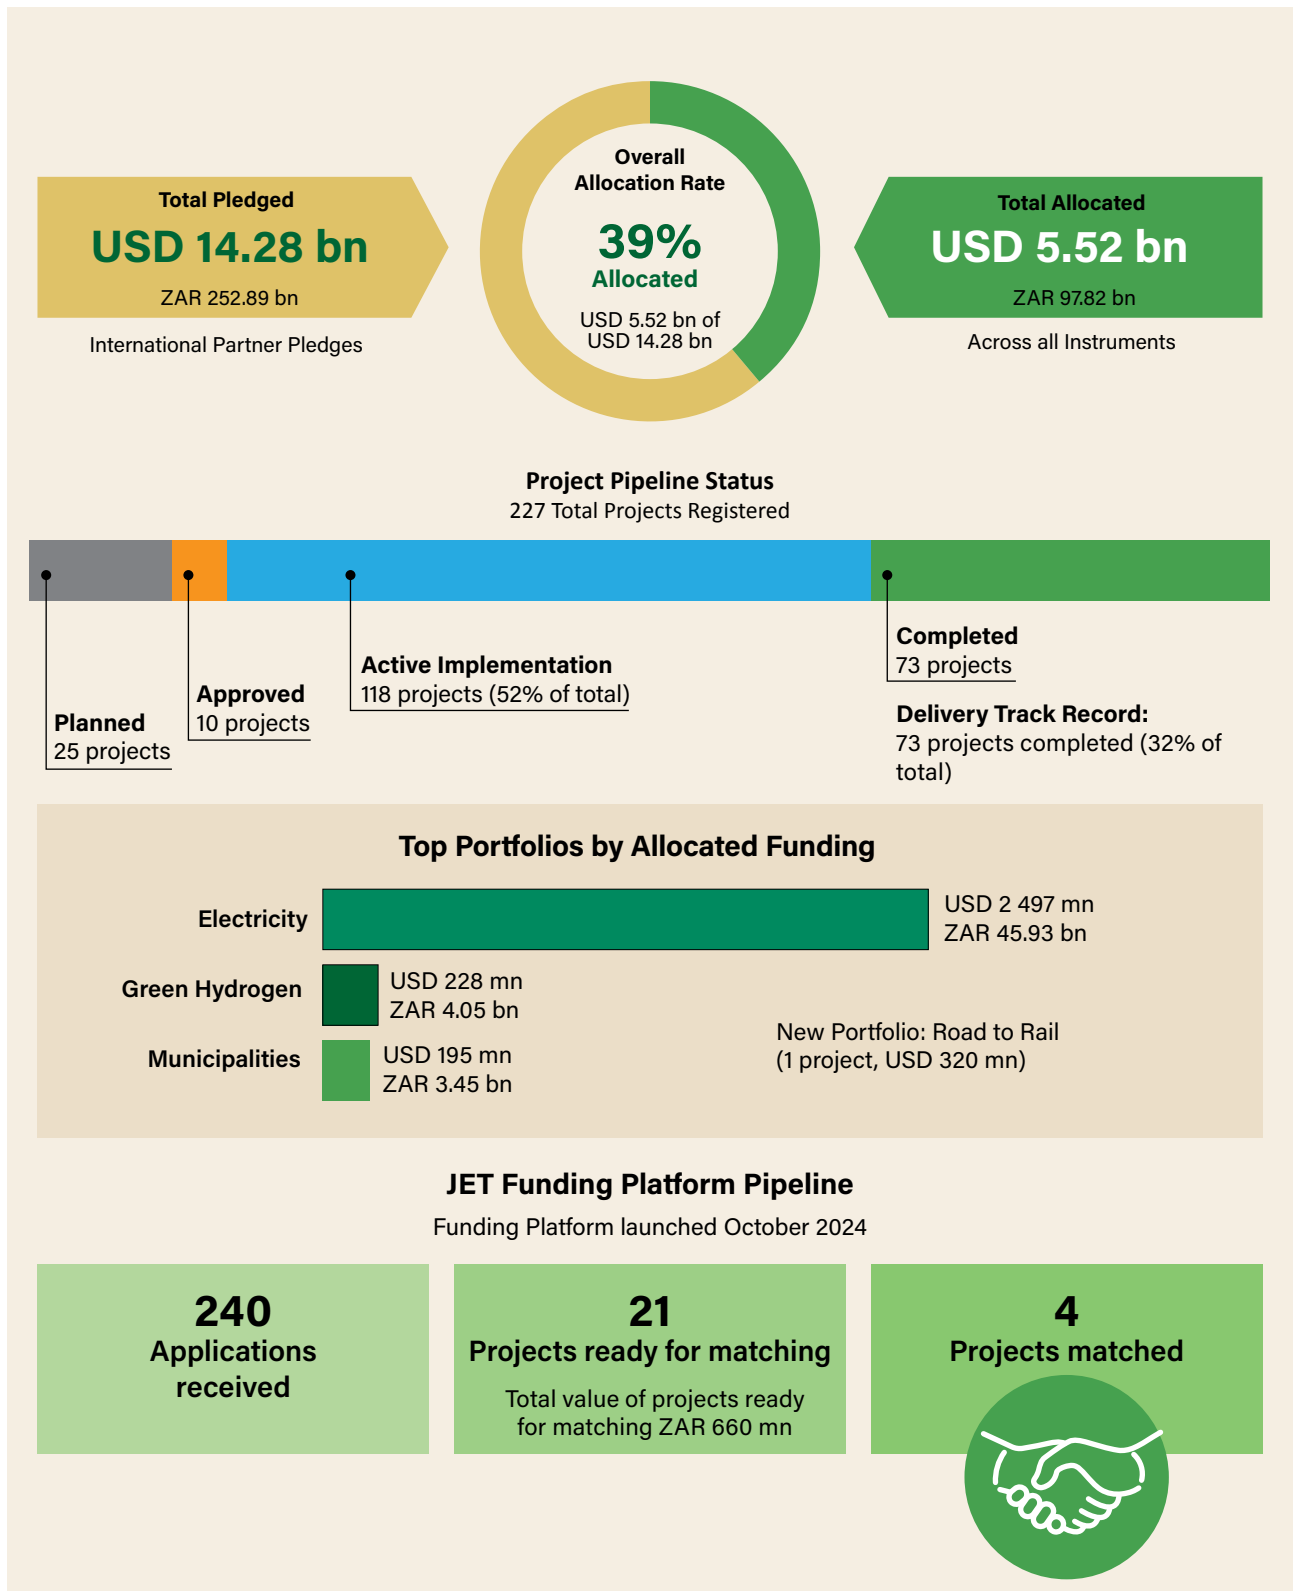 Total Pledged
USD 14.28 bn
ZAR 252.89 bn
International Partner Pledges
Overall
Allocation Rate
39%
Allocated
USD 5.52 bn of
USD 14.28 bn
Total Allocated
USD 5.52 bn
ZAR 97.82 bn
Across all Instruments
Project Pipeline Status
227 Total Projects Registered
Planned
25 projects
Approved
10 projects
Active Implementation
118 projects (52% of total)
Completed
73 projects
Delivery Track Record:
73 projects completed (32% of
total)
Top Portfolios by Allocated Funding
Electricity
USD 2 497 mn
ZAR 45.93 bn
Green Hydrogen
USD 228 mn
ZAR 4.05 bn
Municipalities
USD 195 mn
ZAR 3.45 bn
New Portfolio: Road to Rail
(1 project, USD 320 mn)
JET Funding Platform Pipeline
Funding Platform launched October 2024
240
Applications
received
21
Projects ready for matching
Total value of projects ready
for matching ZAR 660 mn
4
Projects matched